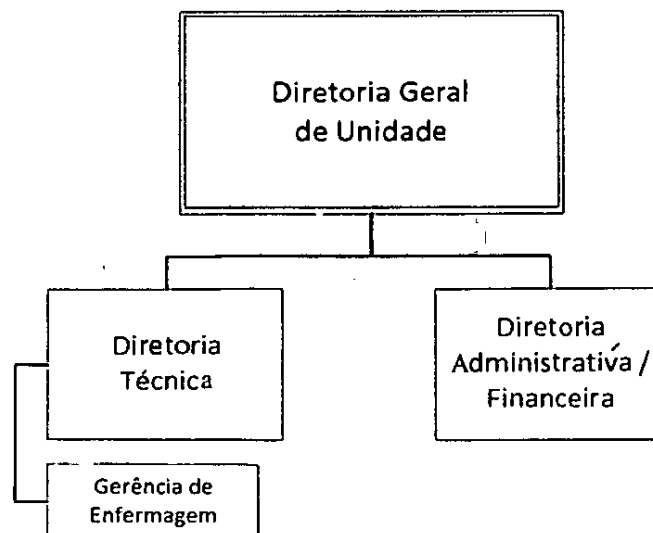 Diretoria Geral
de Unidade
Diretoria
Técnica
Diretoria
Administrativa /
Financeira
Gerência de
Enfermagem